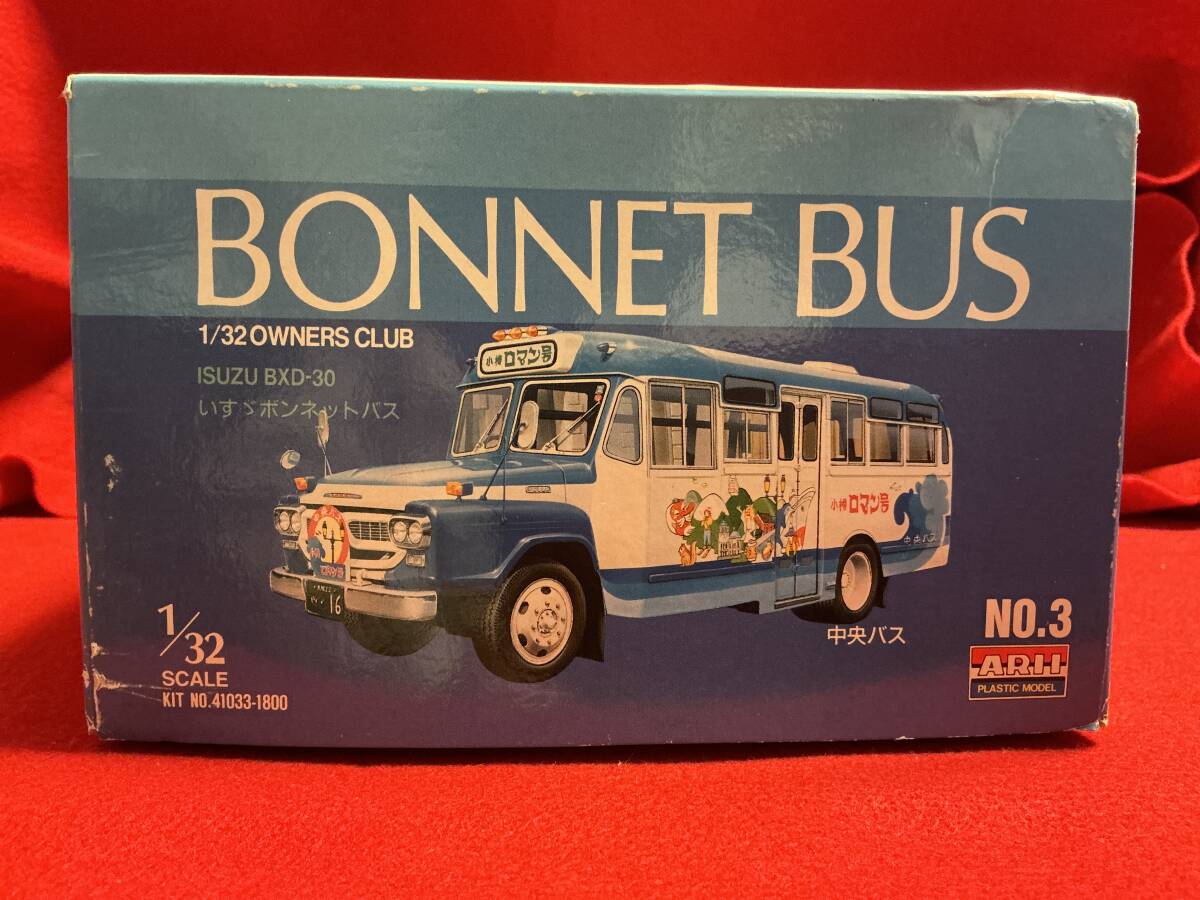 BONNET BUS
1/32 OWNERS CLUB
ISUZU BXD-30
いすゞボンネットバス
小樽 ロマン号
小樽 ロマン号
中央バス
16
中央バス
1/32
SCALE
KIT NO.41033-1800
NO.3
ARII
PLASTIC MODEL